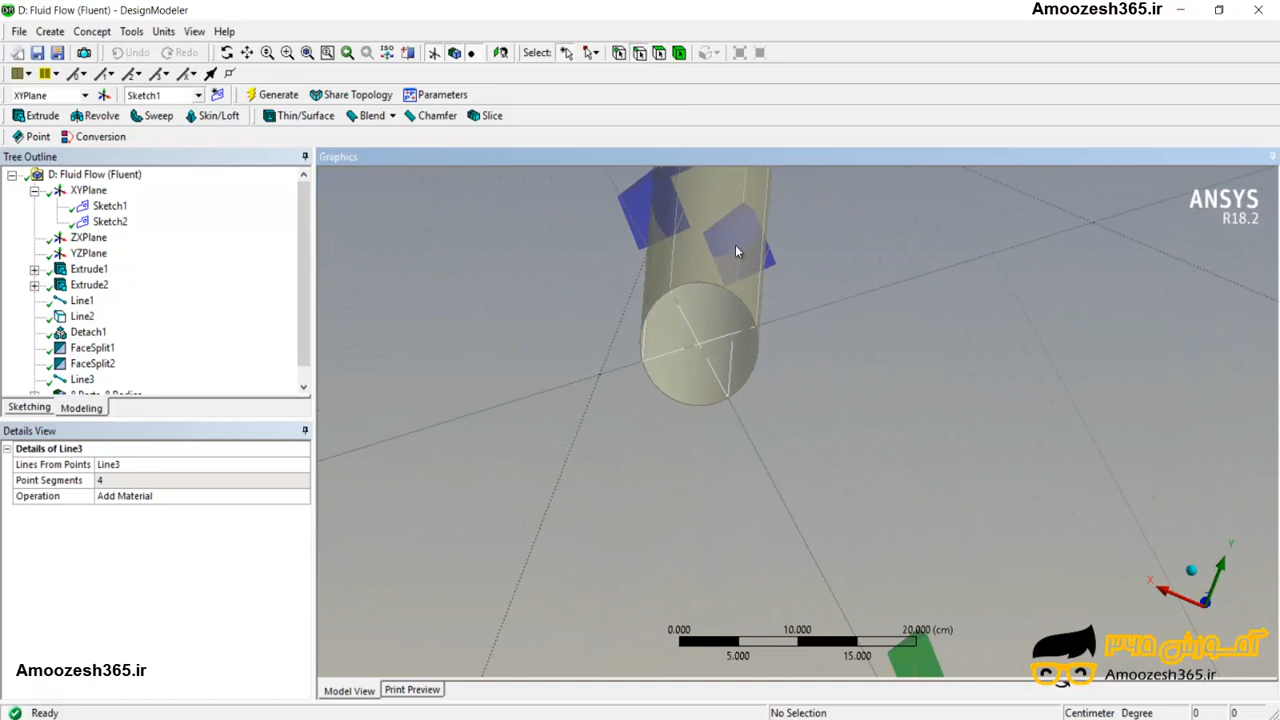 D: Fluid Flow (Fluent) - DesignModeler
Amoozesh365.ir
File Create Concept Tools Units View Help
Undo Redo ISO Select:
XYPlane Sketch1 Generate Share Topology Parameters
Extrude Revolve Sweep Skin/Loft Thin/Surface Blend Chamfer Slice
Point Conversion
Tree Outline
D: Fluid Flow (Fluent)
XYPlane
Sketch1
Sketch2
ZXPlane
YZPlane
Extrude1
Extrude2
Line1
Line2
Detach1
FaceSplit1
FaceSplit2
Line3
Sketching Modeling
Details View
Details of Line3
Lines From Points Line3
Point Segments 4
Operation Add Material
Graphics
ANSYS
R18.2
Y
X
0.000 10.000 20.000 (cm)
5.000 15.000
آموزش ۳۶۵
Amoozesh365.ir
Amoozesh365.ir
Model View Print Preview
Ready No Selection Centimeter Degree 0 0